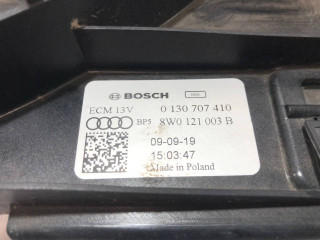 BOSCH
ECM 13V 0 130 707 410
BP5 8W0 121 003 B
09-09-19
15:03:47
Made in Poland